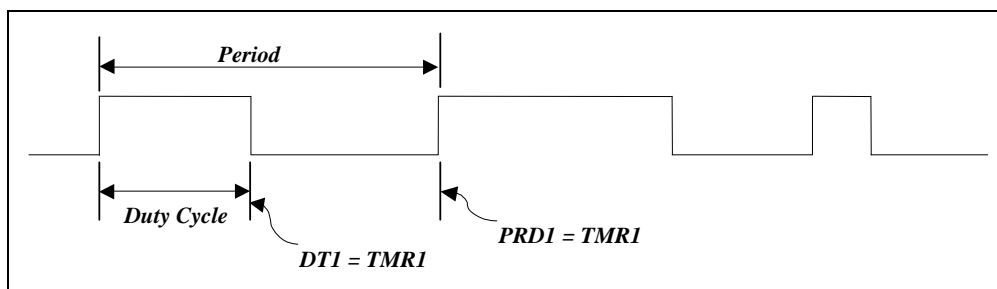 Period
Duty Cycle
DT1 = TMR1
PRD1 = TMR1